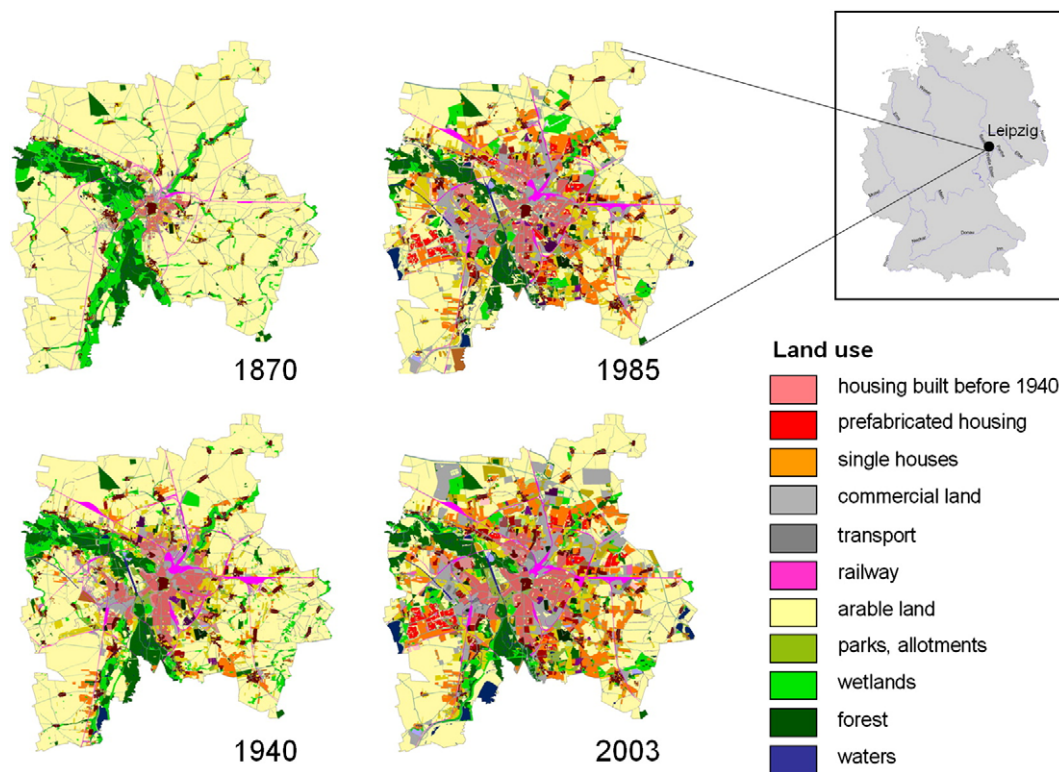 Leipzig
1870
1985
1940
2003
Land use
housing built before 1940
prefabricated housing
single houses
commercial land
transport
railway
arable land
parks, allotments
wetlands
forest
waters